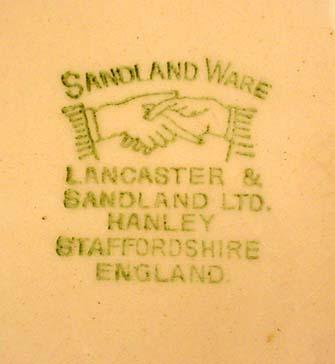 SANDLAND WARE
LANCASTER &
SANDLAND LTD.
HANLEY
STAFFORDSHIRE
ENGLAND.